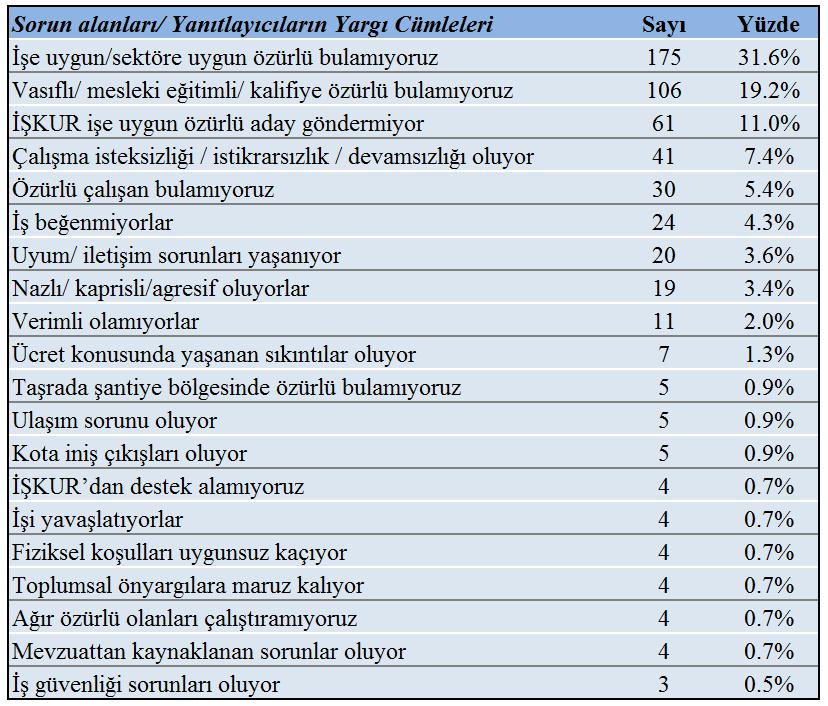 Sorun alanları/ Yanıtlayıcıların Yargı Cümleleri Sayı Yüzde
İşe uygun/sektöre uygun özürlü bulamıyoruz 175 31.6%
Vasıflı/ mesleki eğitimli/ kalifiye özürlü bulamıyoruz 106 19.2%
İŞKUR işe uygun özürlü aday göndermiyor 61 11.0%
Çalışma isteksizliği / istikrarsızlık / devamsızlığı oluyor 41 7.4%
Özürlü çalışan bulamıyoruz 30 5.4%
İş beğenmiyorlar 24 4.3%
Uyum/ iletişim sorunları yaşanıyor 20 3.6%
Nazlı/ kaprisli/agresif oluyorlar 19 3.4%
Verimli olamıyorlar 11 2.0%
Ücret konusunda yaşanan sıkıntılar oluyor 7 1.3%
Taşrada şantiye bölgesinde özürlü bulamıyoruz 5 0.9%
Ulaşım sorunu oluyor 5 0.9%
Kota iniş çıkışları oluyor 5 0.9%
İŞKUR’dan destek alamıyoruz 4 0.7%
İşi yavaşlatıyorlar 4 0.7%
Fiziksel koşulları uygunsuz kaçıyor 4 0.7%
Toplumsal önyargılara maruz kalıyor 4 0.7%
Ağır özürlü olanları çalıştıramıyoruz 4 0.7%
Mevzuattan kaynaklanan sorunlar oluyor 4 0.7%
İş güvenliği sorunları oluyor 3 0.5%